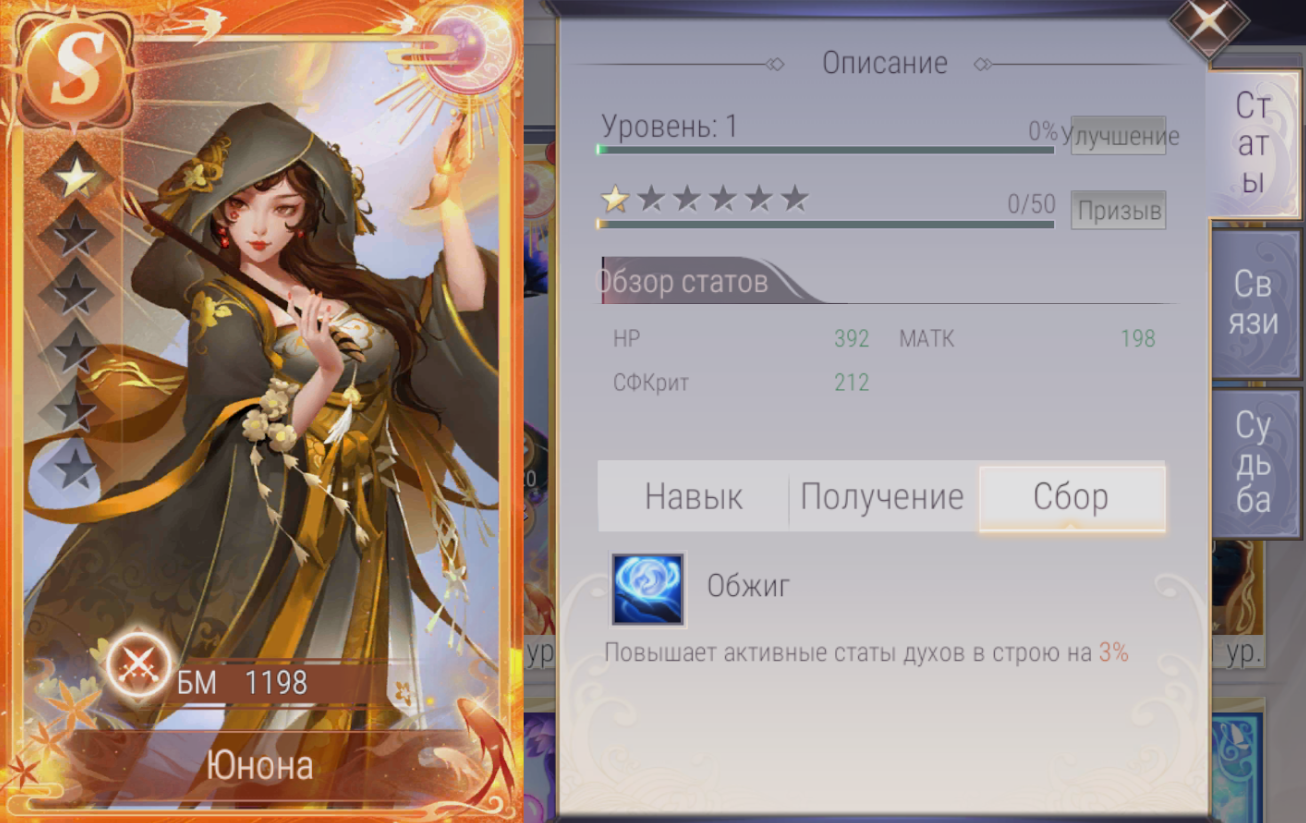 S
БМ 1198
Юнона
Описание
Уровень: 1
0%
Улучшение
0/50
Призыв
Обзор статов
HP 392 МАТК 198
СФКрит 212
Навык
Получение
Сбор
Обжиг
Повышает активные статы духов в строю на 3%
Ст
ат
ы
Св
язи
Су
дь
ба
ур
ур.